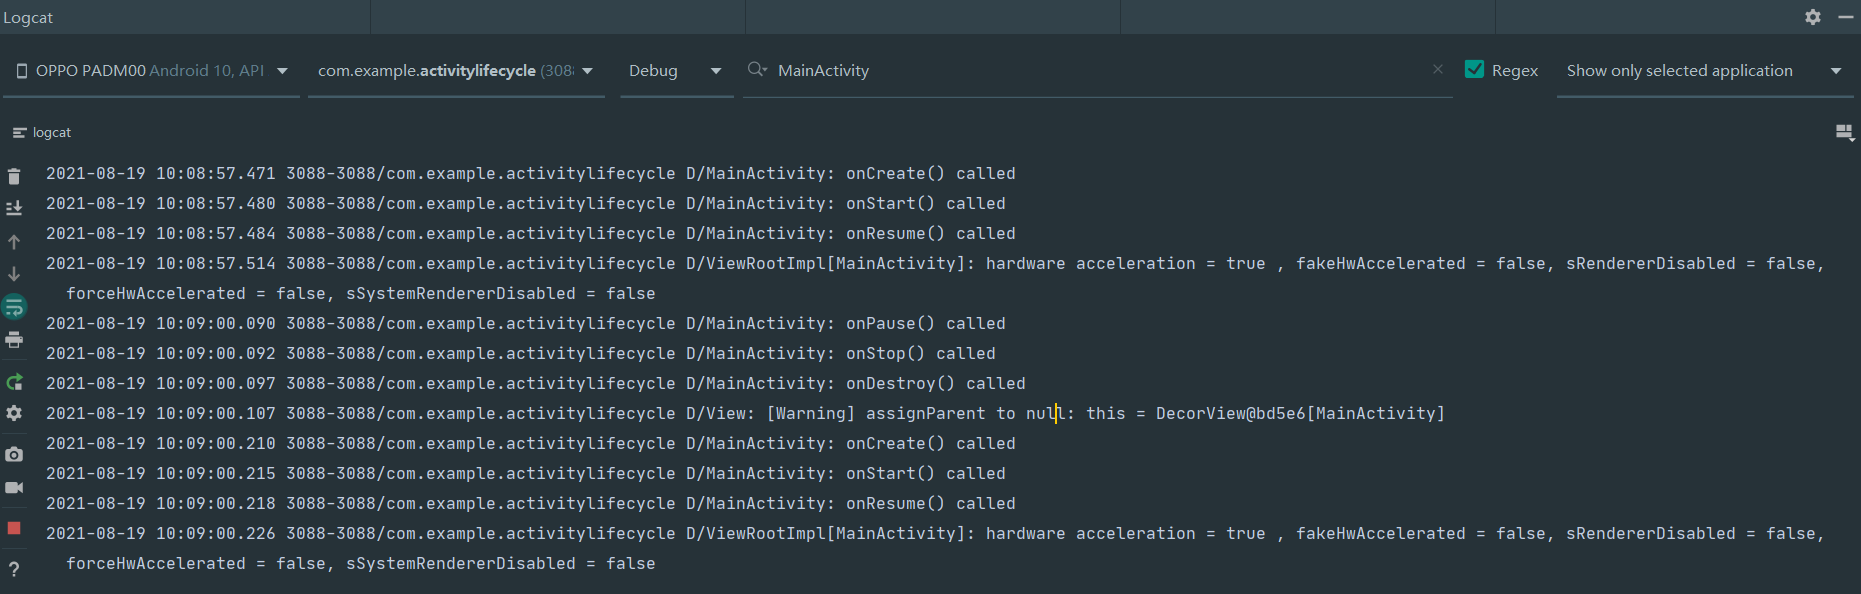 Logcat
OPPO PADM00 Android 10, API com.example.activitylifecycle (308 Debug MainActivity Regex Show only selected application
logcat
2021-08-19 10:08:57.471 3088-3088/com.example.activitylifecycle D/MainActivity: onCreate() called
2021-08-19 10:08:57.480 3088-3088/com.example.activitylifecycle D/MainActivity: onStart() called
2021-08-19 10:08:57.484 3088-3088/com.example.activitylifecycle D/MainActivity: onResume() called
2021-08-19 10:08:57.514 3088-3088/com.example.activitylifecycle D/ViewRootImpl[MainActivity]: hardware acceleration = true , fakeHwAccelerated = false, sRendererDisabled = false,
forceHwAccelerated = false, sSystemRendererDisabled = false
2021-08-19 10:09:00.090 3088-3088/com.example.activitylifecycle D/MainActivity: onPause() called
2021-08-19 10:09:00.092 3088-3088/com.example.activitylifecycle D/MainActivity: onStop() called
2021-08-19 10:09:00.097 3088-3088/com.example.activitylifecycle D/MainActivity: onDestroy() called
2021-08-19 10:09:00.107 3088-3088/com.example.activitylifecycle D/View: [Warning] assignParent to null: this = DecorView@bd5e6[MainActivity]
2021-08-19 10:09:00.210 3088-3088/com.example.activitylifecycle D/MainActivity: onCreate() called
2021-08-19 10:09:00.215 3088-3088/com.example.activitylifecycle D/MainActivity: onStart() called
2021-08-19 10:09:00.218 3088-3088/com.example.activitylifecycle D/MainActivity: onResume() called
2021-08-19 10:09:00.226 3088-3088/com.example.activitylifecycle D/ViewRootImpl[MainActivity]: hardware acceleration = true , fakeHwAccelerated = false, sRendererDisabled = false,
forceHwAccelerated = false, sSystemRendererDisabled = false